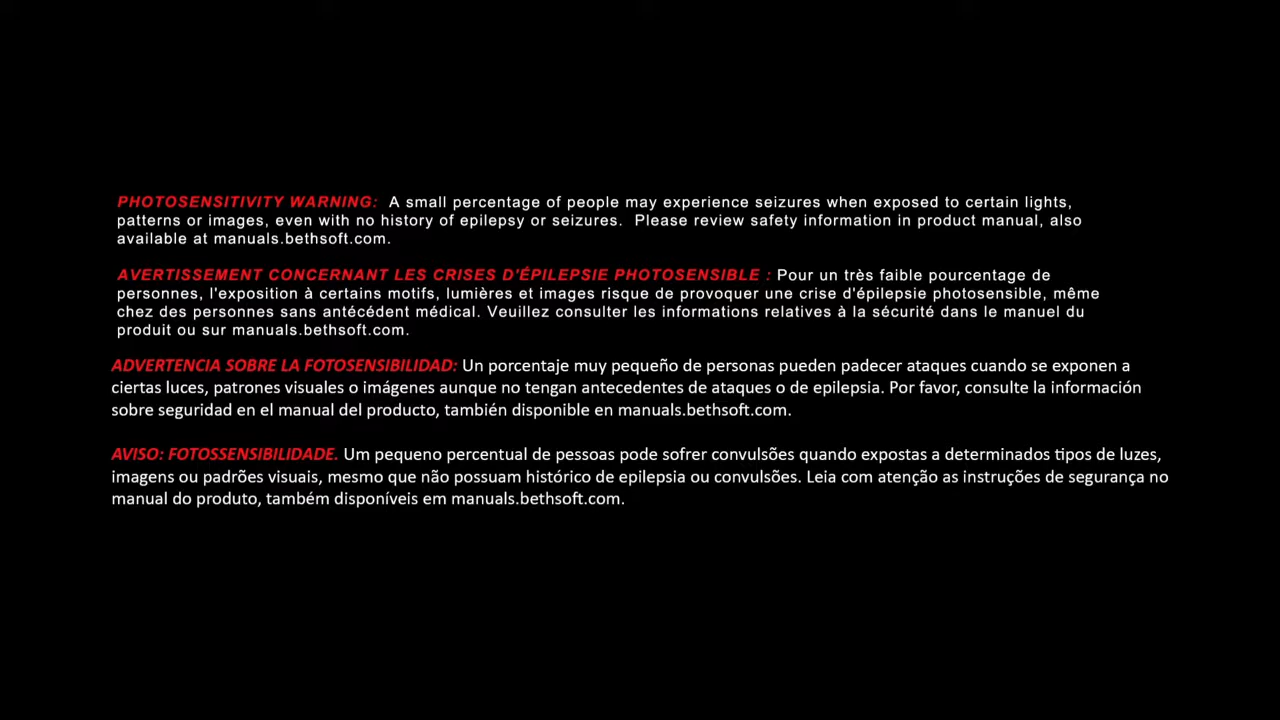 PHOTOSENSITIVITY WARNING: A small percentage of people may experience seizures when exposed to certain lights,
patterns or images, even with no history of epilepsy or seizures. Please review safety information in product manual, also
available at manuals.bethsoft.com.
AVERTISSEMENT CONCERNANT LES CRISES D'ÉPILEPSIE PHOTOSENSIBLE : Pour un très faible pourcentage de
personnes, l'exposition à certains motifs, lumières et images risque de provoquer une crise d'épilepsie photosensible, même
chez des personnes sans antécédent médical. Veuillez consulter les informations relatives à la sécurité dans le manuel du
produit ou sur manuals.bethsoft.com.
ADVERTENCIA SOBRE LA FOTOSENSIBILIDAD: Un porcentaje muy pequeño de personas pueden padecer ataques cuando se exponen a
ciertas luces, patrones visuales o imágenes aunque no tengan antecedentes de ataques o de epilepsia. Por favor, consulte la información
sobre seguridad en el manual del producto, también disponible en manuals.bethsoft.com.
AVISO: FOTOSSENSIBILIDADE. Um pequeno percentual de pessoas pode sofrer convulsões quando expostas a determinados tipos de luzes,
imagens ou padrões visuais, mesmo que não possuam histórico de epilepsia ou convulsões. Leia com atenção as instruções de segurança no
manual do produto, também disponíveis em manuals.bethsoft.com.